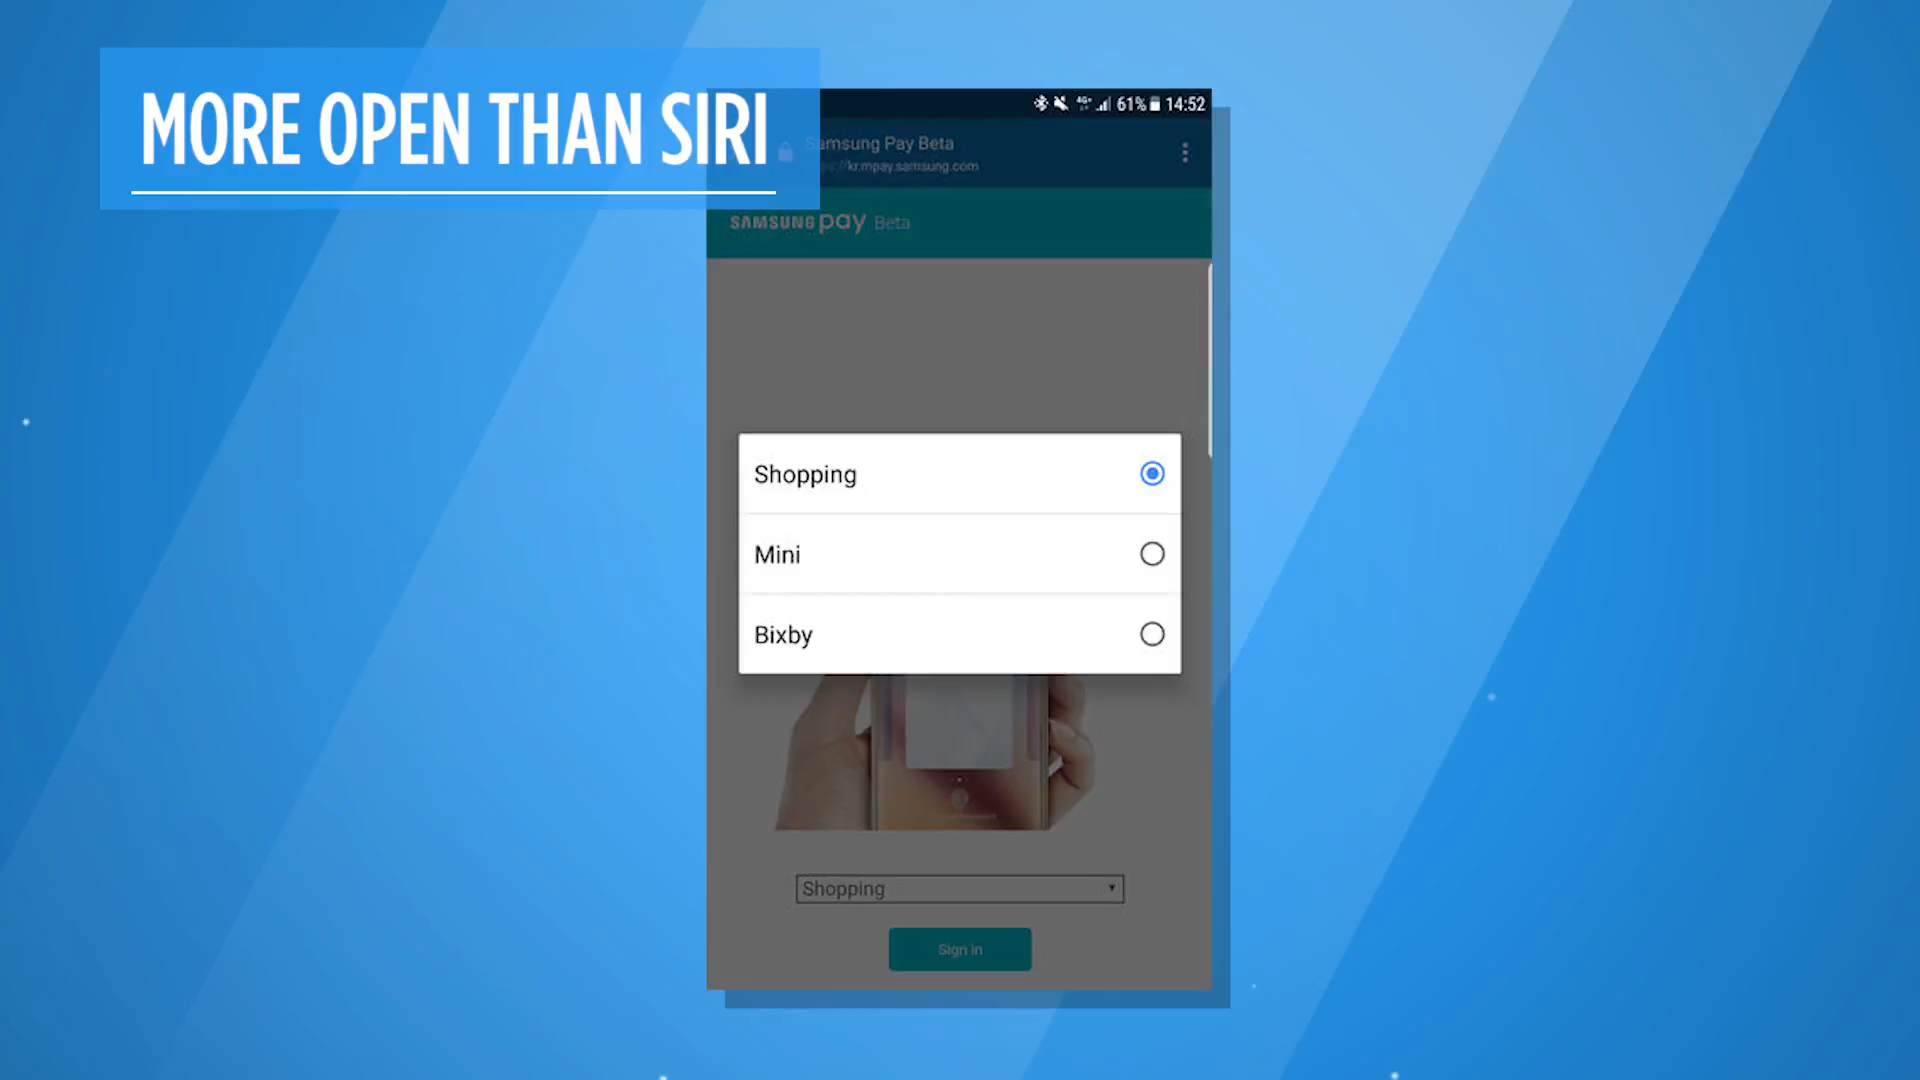 MORE OPEN THAN SIRI
61% 14:52
Samsung Pay Beta
kr.mpay.samsung.com
SAMSUNG pay Beta
Shopping
Mini
Bixby
Shopping
Sign in